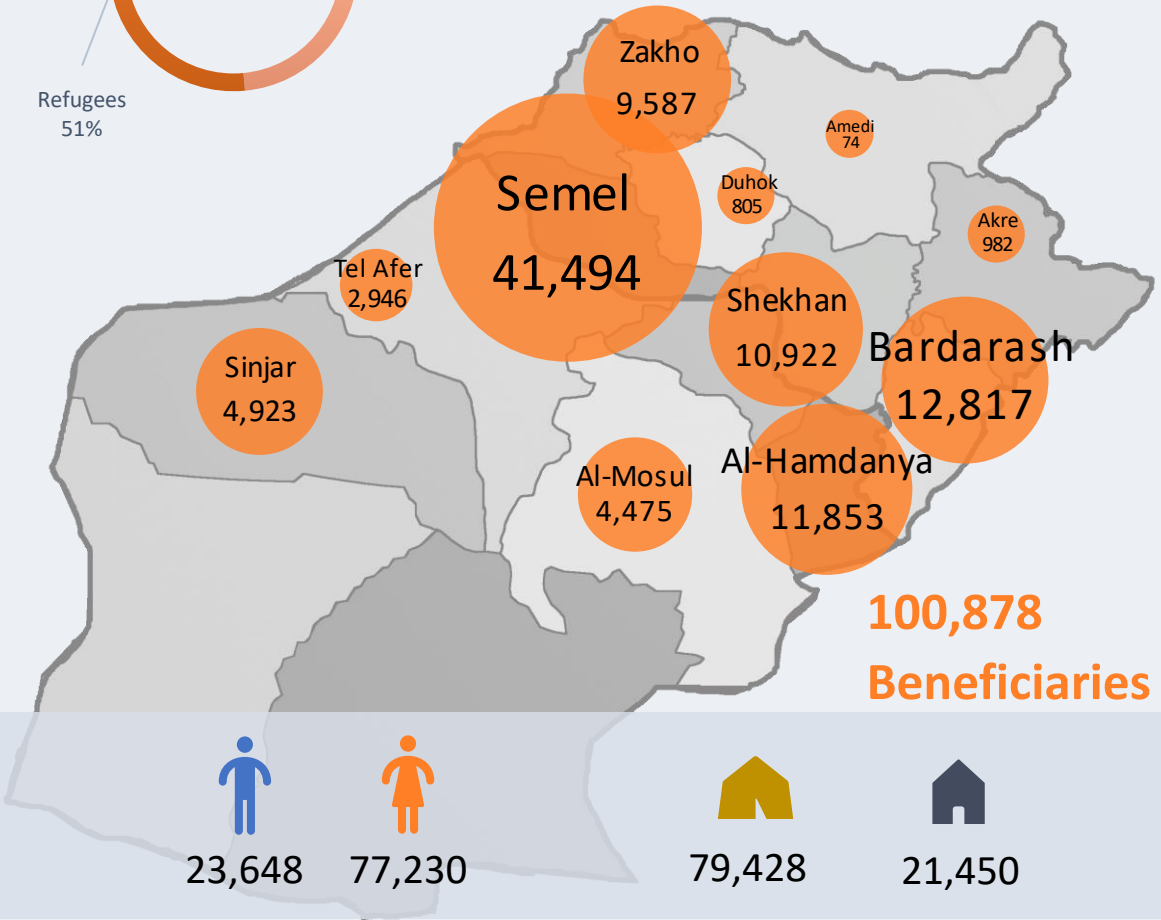 Refugees
51%
Zakho
9,587
Amedi
74
Semel
41,494
Duhok
805
Akre
982
Tel Afer
2,946
Shekhan
10,922
Bardarash
12,817
Sinjar
4,923
Al-Mosul
4,475
Al-Hamdanya
11,853
100,878
Beneficiaries
23,648
77,230
79,428
21,450